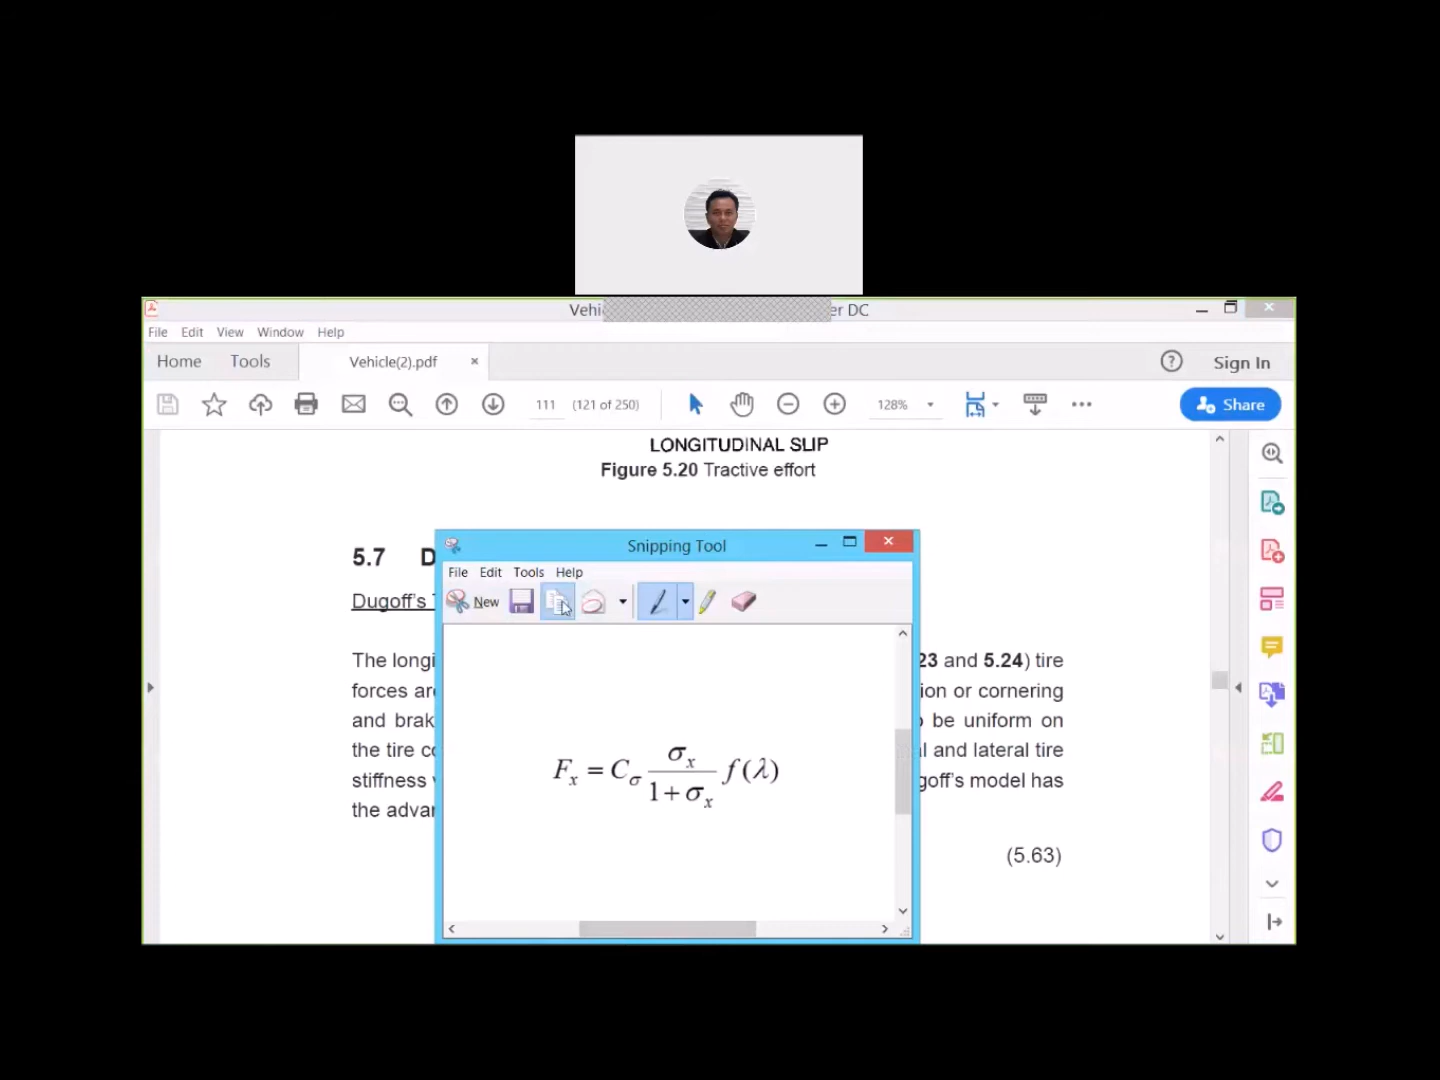 Vehi er DC
File Edit View Window Help
Home Tools Vehicle(2).pdf Sign In
111 (121 of 250) 128% Share
LONGITUDINAL SLIP
Figure 5.20 Tractive effort
5.7 D
Snipping Tool
File Edit Tools Help
New
Dugoff's
The longi 23 and 5.24) tire
forces are ion or cornering
and brak be uniform on
the tire co l and lateral tire
stiffness goff's model has
the advar
F_x = C_σ σ_x / (1 + σ_x) f(λ)
(5.63)